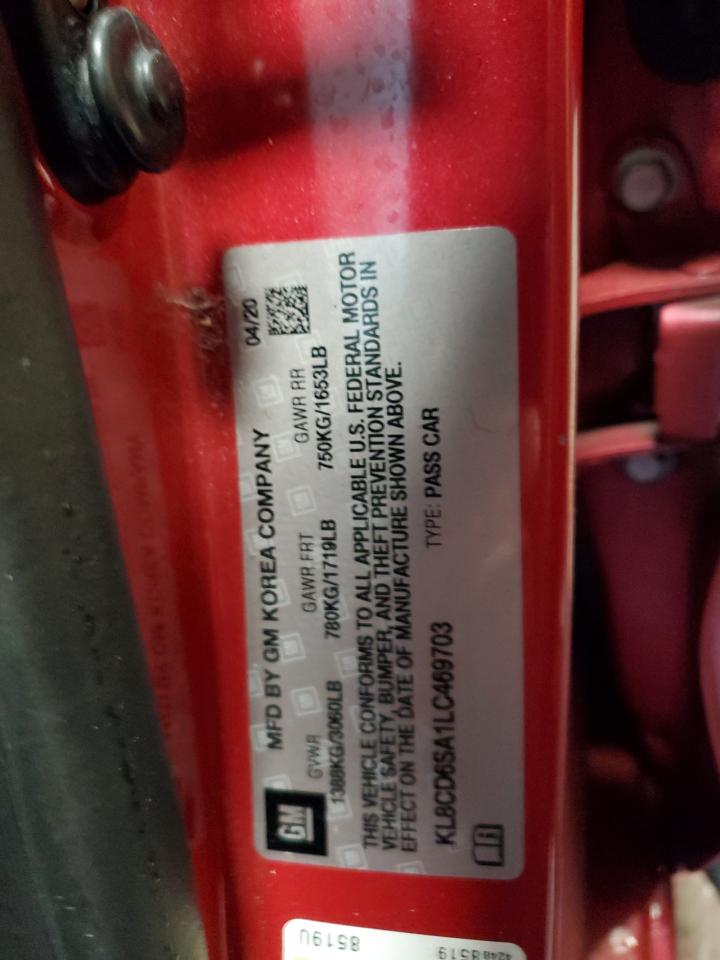 MFD BY GM KOREA COMPANY 04/20
GM
GVWR GAWR FRT GAWR RR
1388KG/3060LB 780KG/1719LB 750KG/1653LB
THIS VEHICLE CONFORMS TO ALL APPLICABLE U.S. FEDERAL MOTOR
VEHICLE SAFETY, BUMPER, AND THEFT PREVENTION STANDARDS IN
EFFECT ON THE DATE OF MANUFACTURE SHOWN ABOVE.
KL8CD6SA1LC469703 TYPE: PASS CAR
8519U
42488519